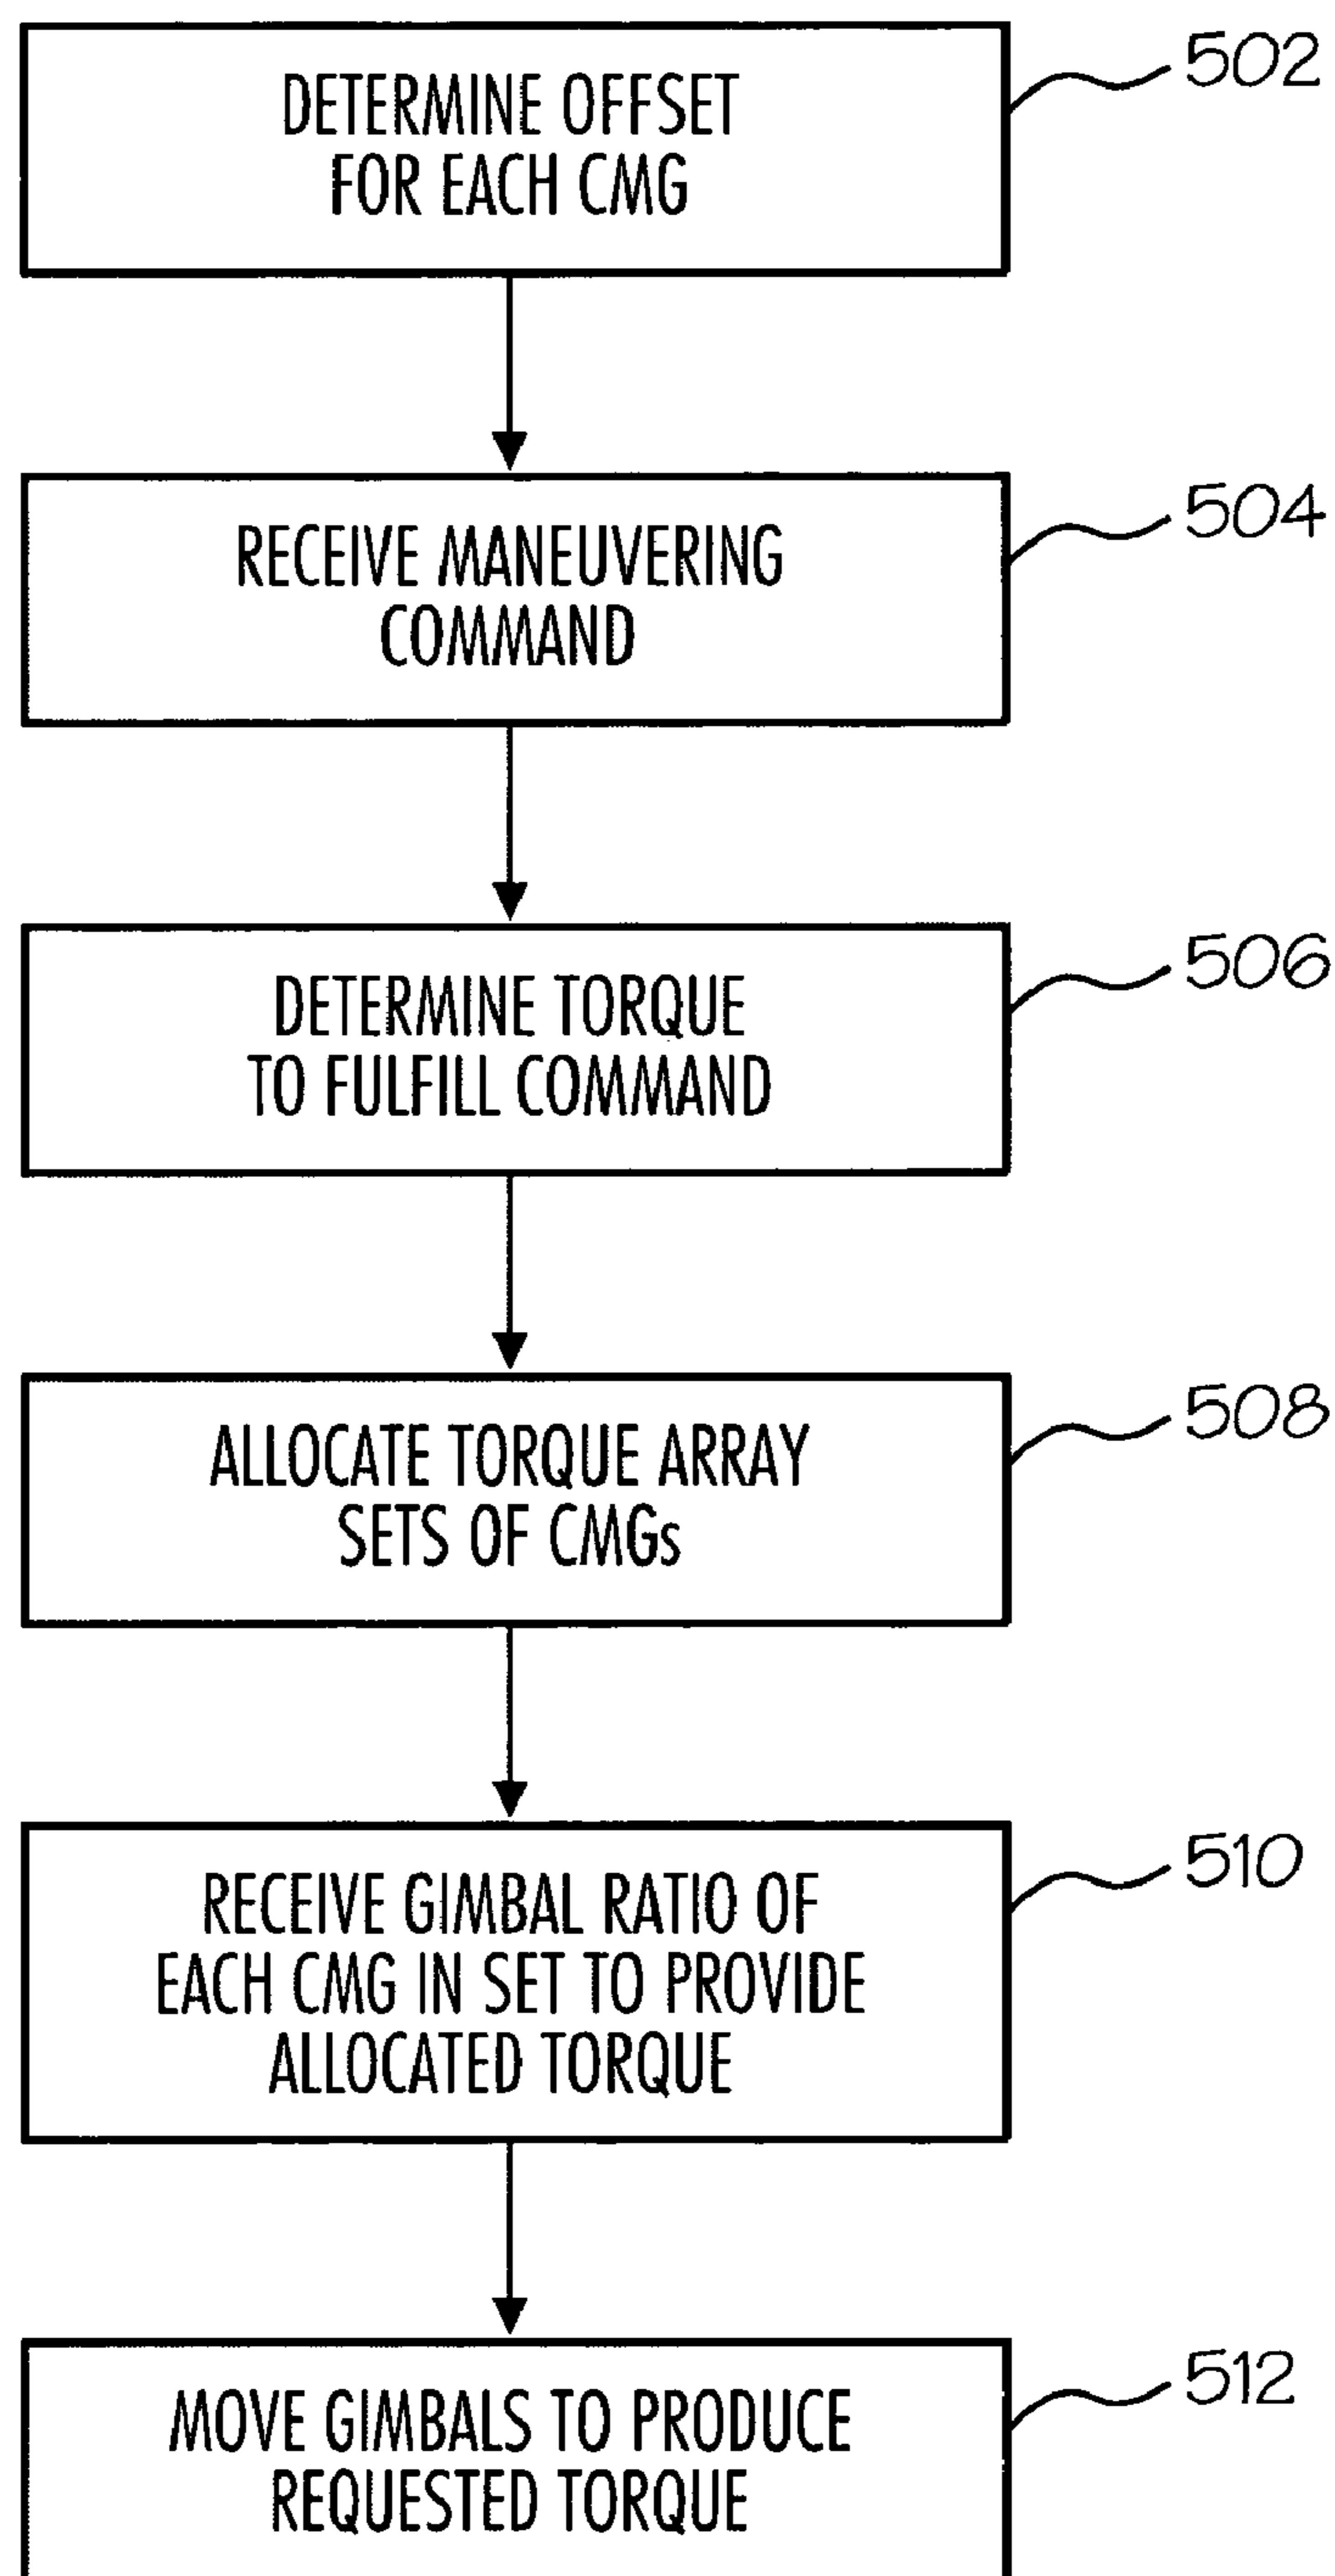 DETERMINE OFFSET
FOR EACH CMG
502
RECEIVE MANEUVERING
COMMAND
504
DETERMINE TORQUE
TO FULFILL COMMAND
506
ALLOCATE TORQUE ARRAY
SETS OF CMGs
508
RECEIVE GIMBAL RATIO OF
EACH CMG IN SET TO PROVIDE
ALLOCATED TORQUE
510
MOVE GIMBALS TO PRODUCE
REQUESTED TORQUE
512